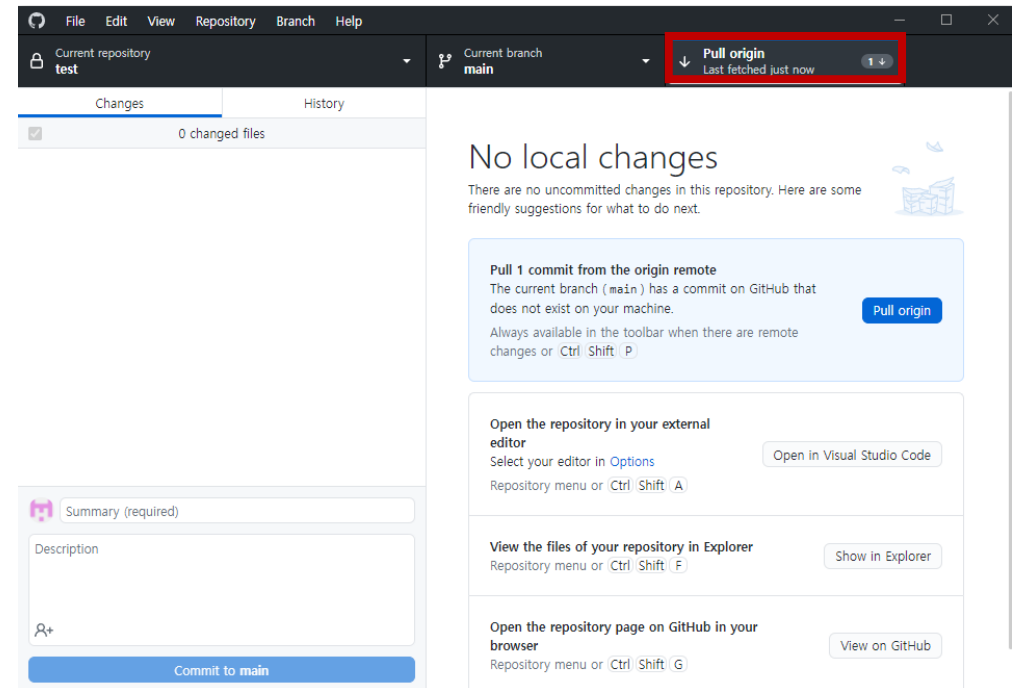 File Edit View Repository Branch Help
Current repository
test
Current branch
main
Pull origin
Last fetched just now
1
Changes
History
0 changed files
No local changes
There are no uncommitted changes in this repository. Here are some
friendly suggestions for what to do next.
Pull 1 commit from the origin remote
The current branch (main) has a commit on GitHub that
does not exist on your machine.
Always available in the toolbar when there are remote
changes or Ctrl Shift P
Pull origin
Open the repository in your external
editor
Select your editor in Options
Repository menu or Ctrl Shift A
Open in Visual Studio Code
View the files of your repository in Explorer
Repository menu or Ctrl Shift F
Show in Explorer
Open the repository page on GitHub in your
browser
Repository menu or Ctrl Shift G
View on GitHub
Summary (required)
Description
Commit to main